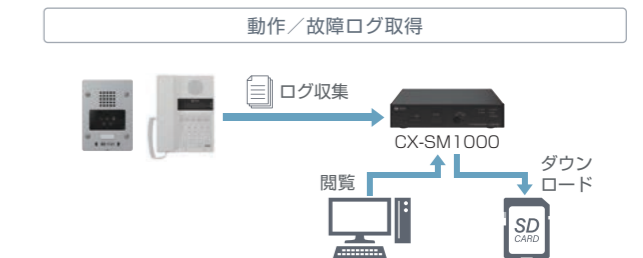 動作／故障ログ取得
ログ収集
CX-SM1000
閲覧
ダウン
ロード
SD
CARD